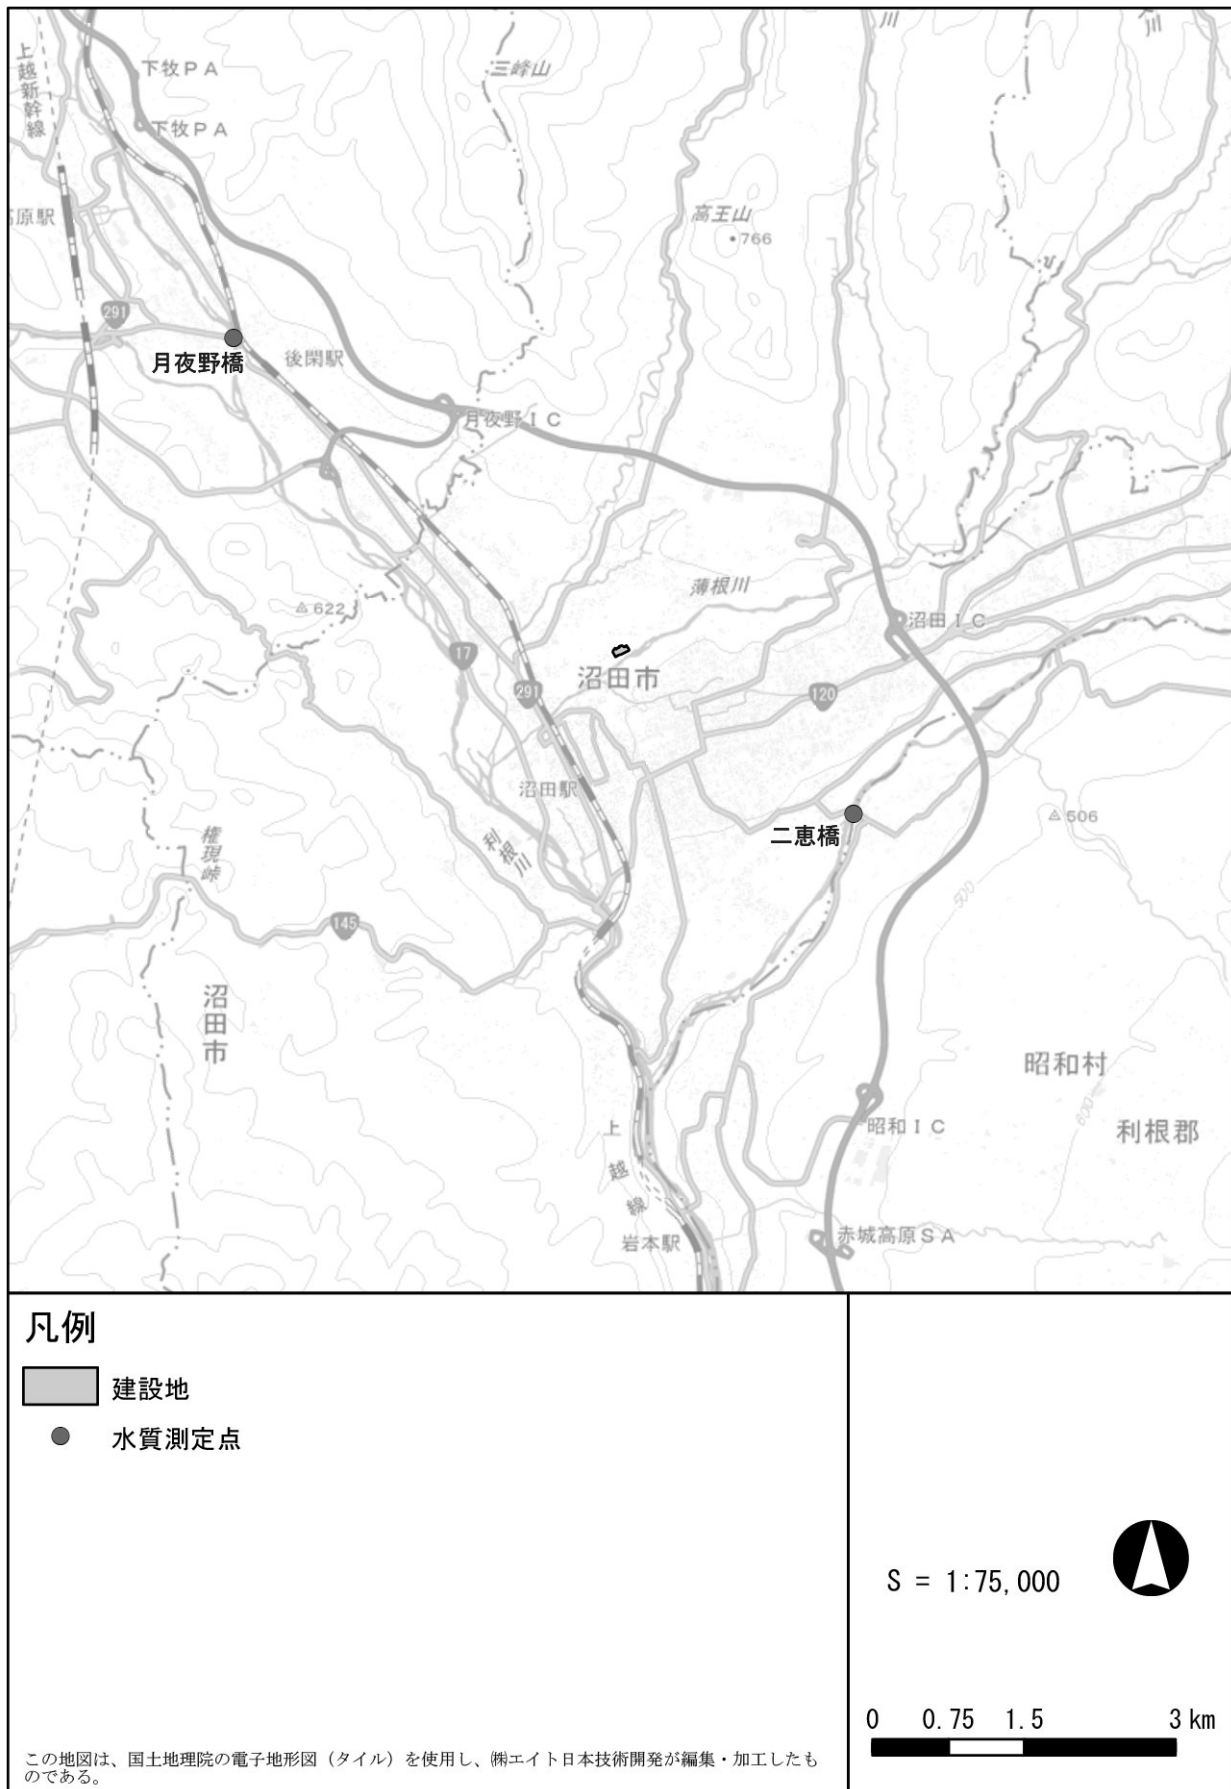 川
川
上越新幹線
下牧PA
三峰山
下牧PA
高原駅
高王山
766
291
月夜野橋
後閑駅
月夜野IC
薄根川
622
沼田IC
17
沼田市
291
120
沼田駅
利根川
二恵橋
506
権現峠
500
145
沼田市
昭和村
600
昭和IC
利根郡
上越線
赤城高原SA
岩本駅
凡例
建設地
水質測定点
S = 1:75,000
0 0.75 1.5 3 km
この地図は、国土地理院の電子地形図（タイル）を使用し、㈱エイト日本技術開発が編集・加工したも
のである。